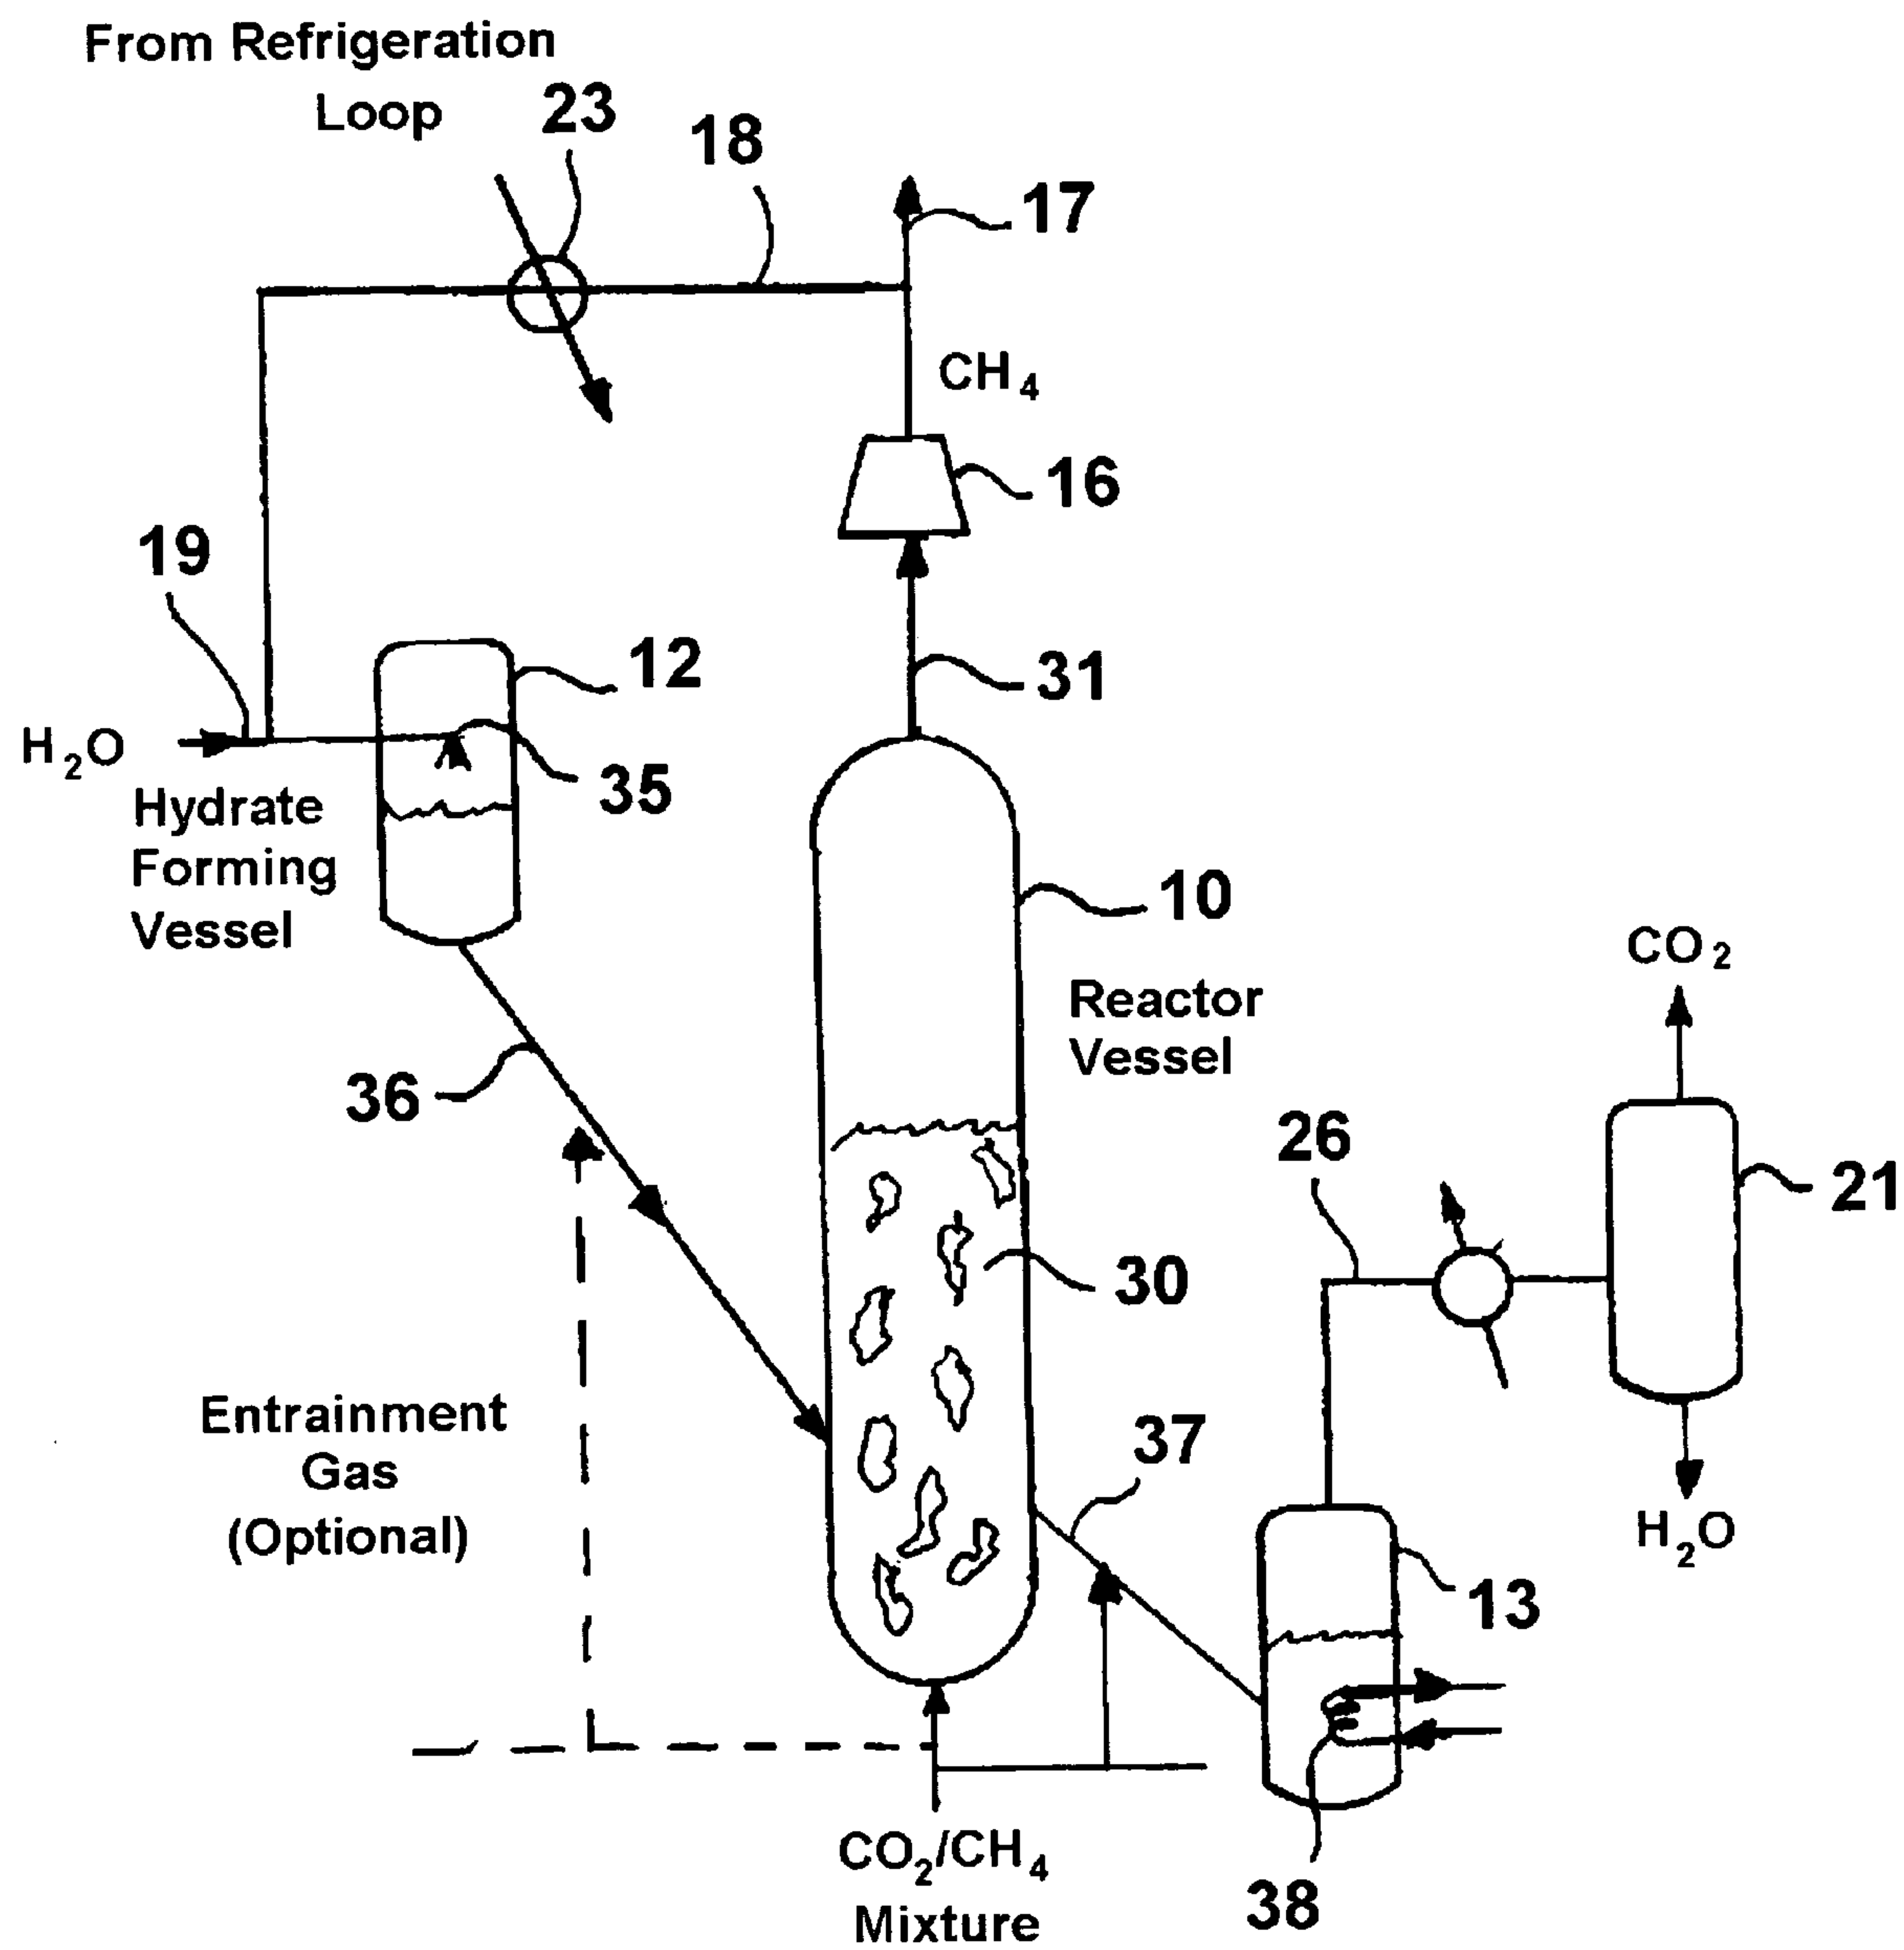 From Refrigeration
Loop
23
18
17
CH4
16
19
12
31
H2O
35
Hydrate
Forming
Vessel
10
CO2
Reactor
Vessel
36
26
21
30
Entrainment
Gas
(Optional)
37
H2O
13
CO2/CH4
Mixture
38